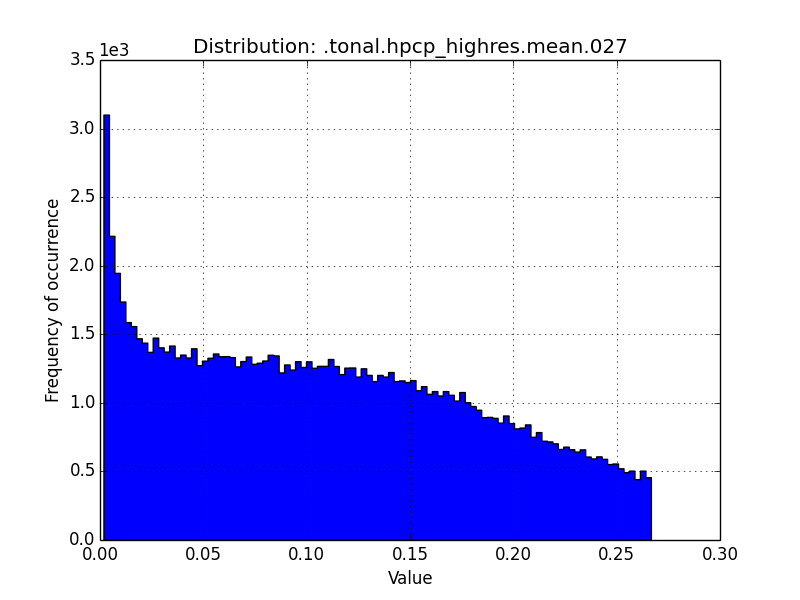 Distribution: .tonal.hpcp_highres.mean.027
1e3
3.5
3.0
2.5
2.0
1.5
1.0
0.5
0.0
Frequency of occurrence
0.00 0.05 0.10 0.15 0.20 0.25 0.30
Value